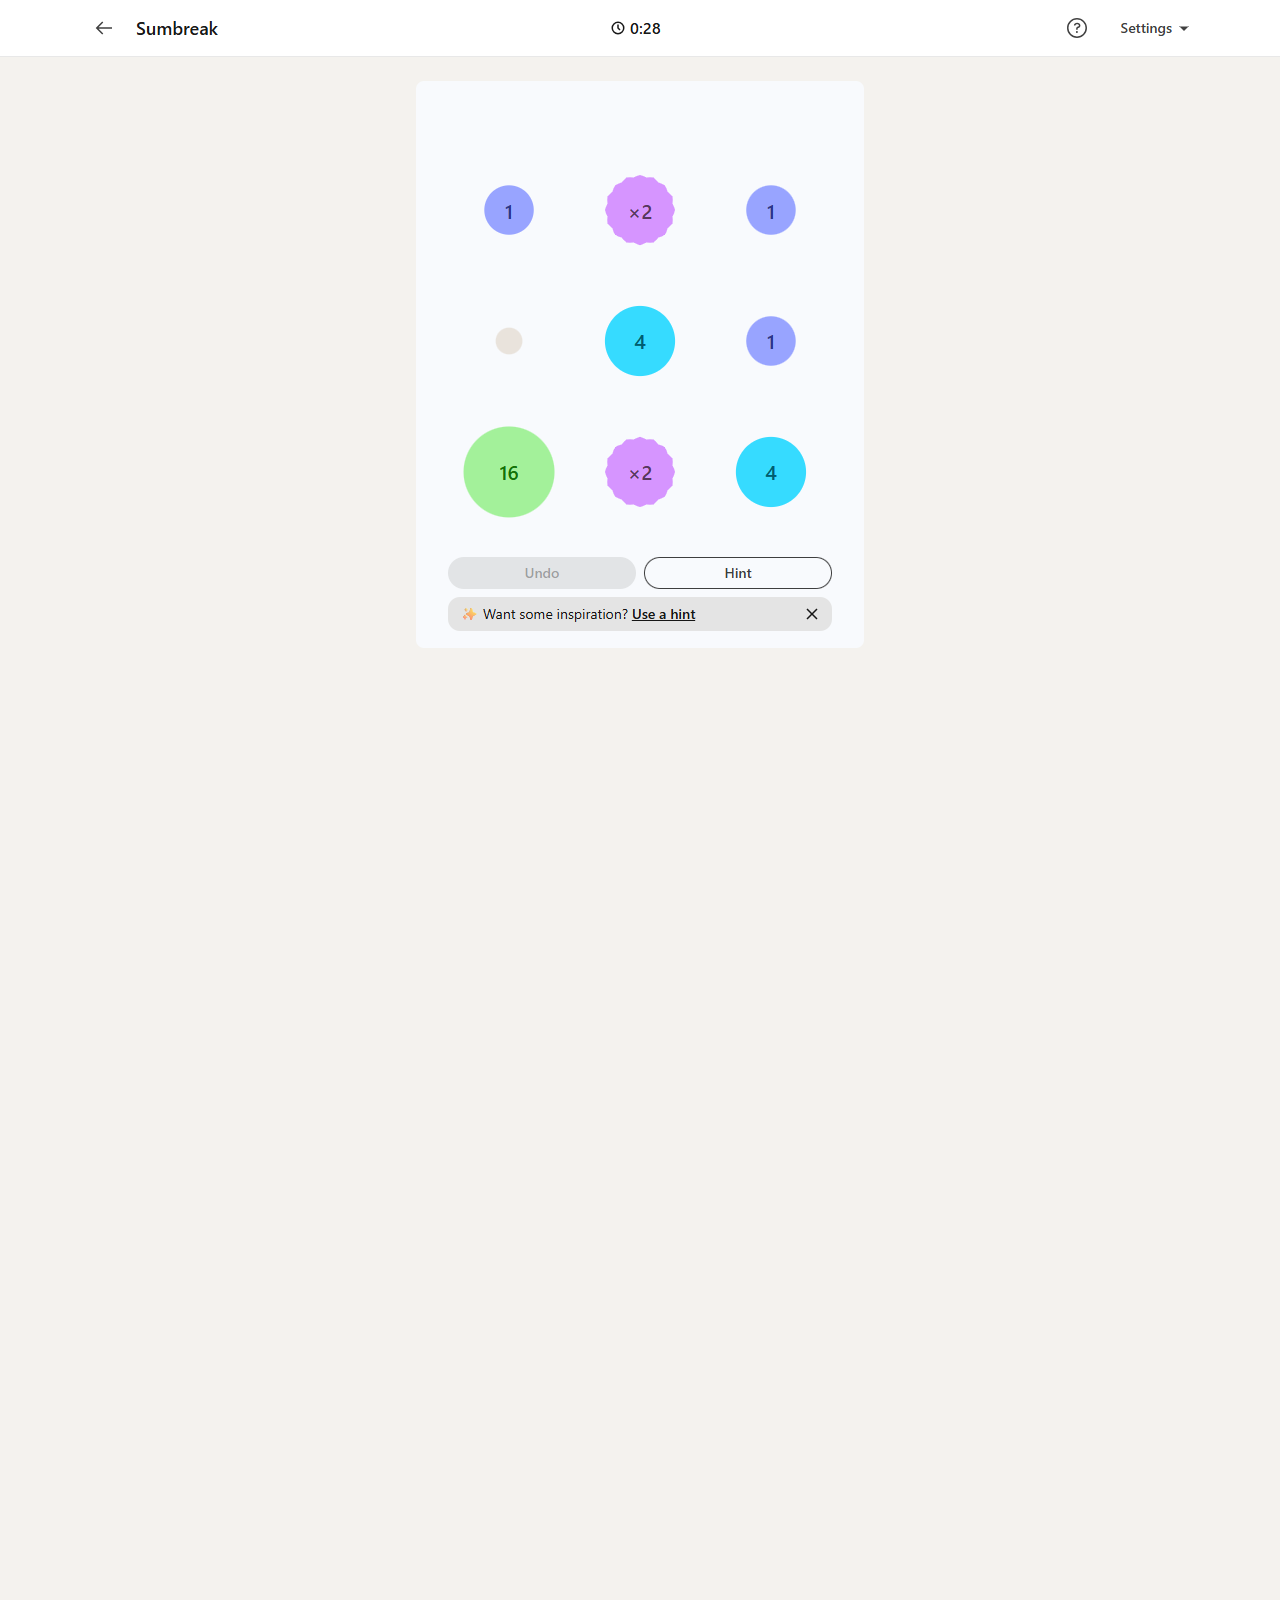 Sumbreak
0:28
Settings
1 ×2 1
4 1
16 ×2 4
Undo
Hint
✨ Want some inspiration? Use a hint